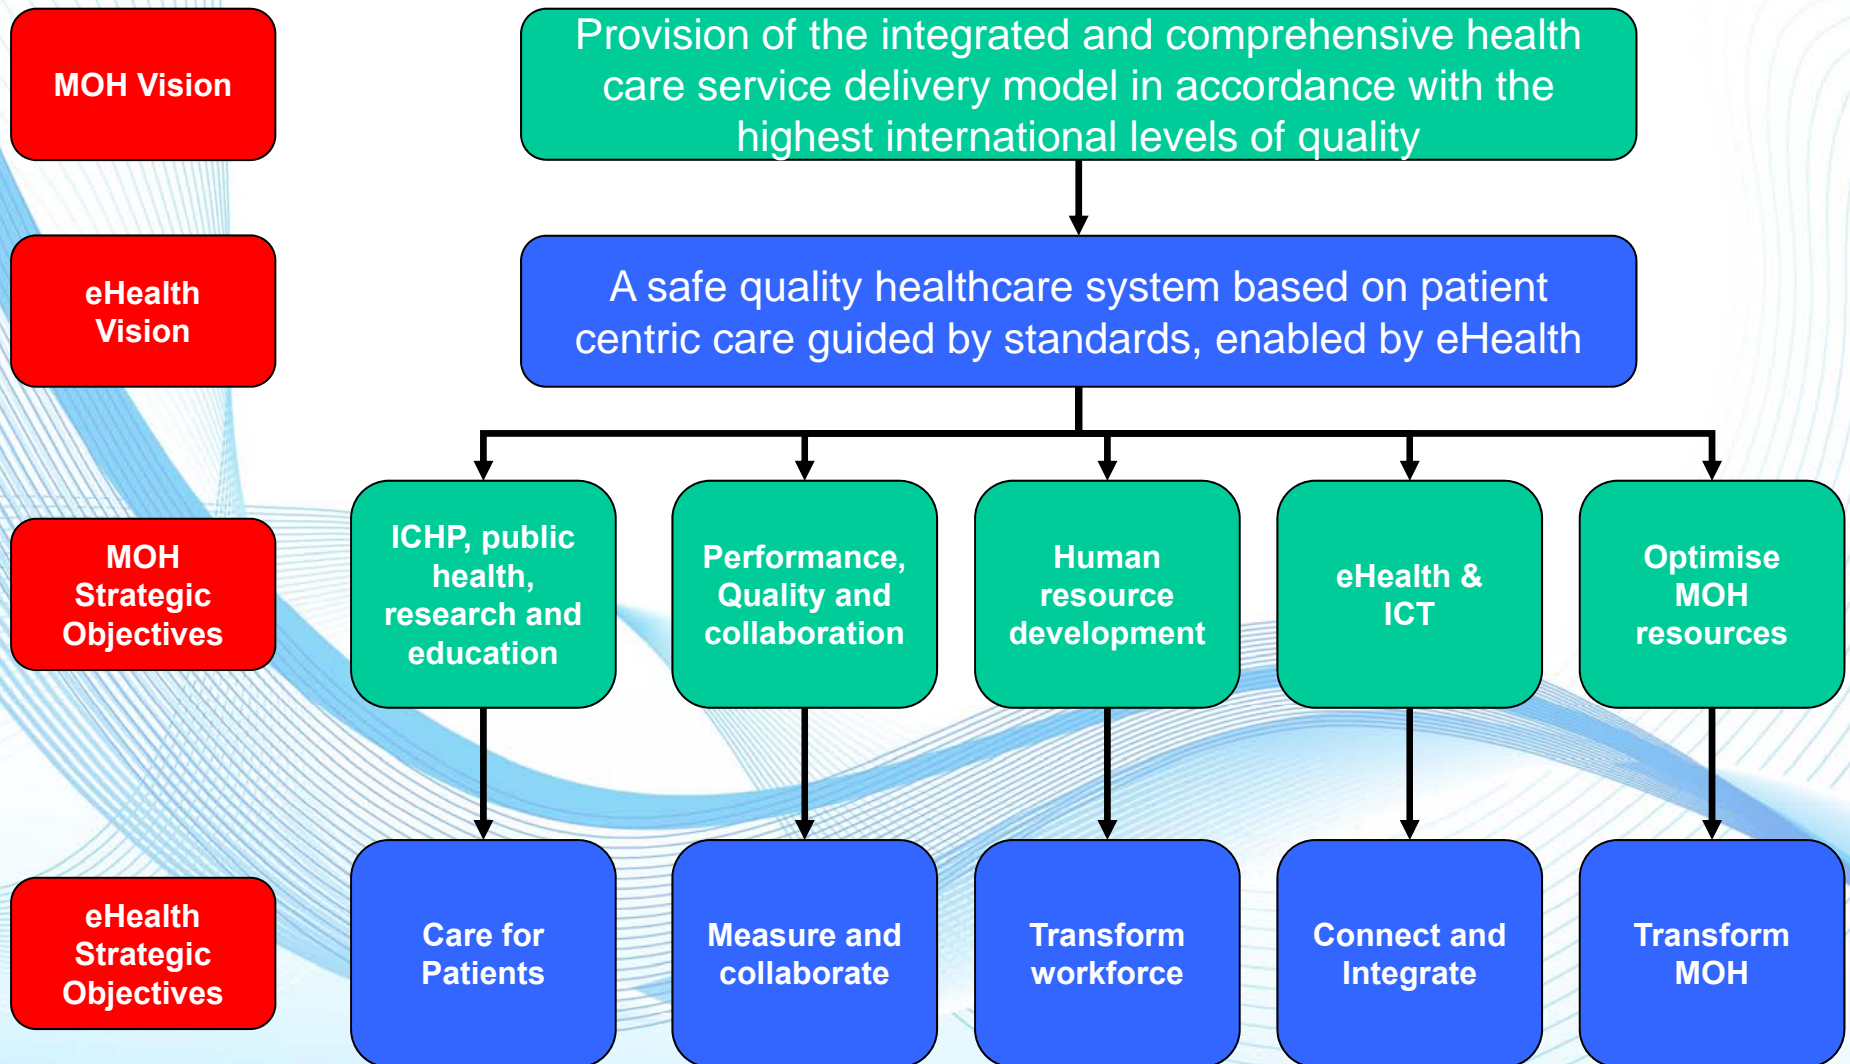 MOH Vision
Provision of the integrated and comprehensive health
care service delivery model in accordance with the
highest international levels of quality
eHealth
Vision
A safe quality healthcare system based on patient
centric care guided by standards, enabled by eHealth
MOH
Strategic
Objectives
ICHP, public
health,
research and
education
Performance,
Quality and
collaboration
Human
resource
development
eHealth &
ICT
Optimise
MOH
resources
eHealth
Strategic
Objectives
Care for
Patients
Measure and
collaborate
Transform
workforce
Connect and
Integrate
Transform
MOH